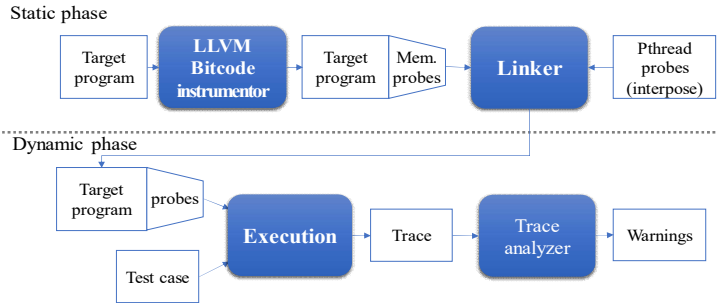 Static phase
Target
program
LLVM
Bitcode
instrumentor
Target
program
Mem.
probes
Linker
Pthread
probes
(interpose)
Dynamic phase
Target
program
probes
Test case
Execution
Trace
Trace
analyzer
Warnings